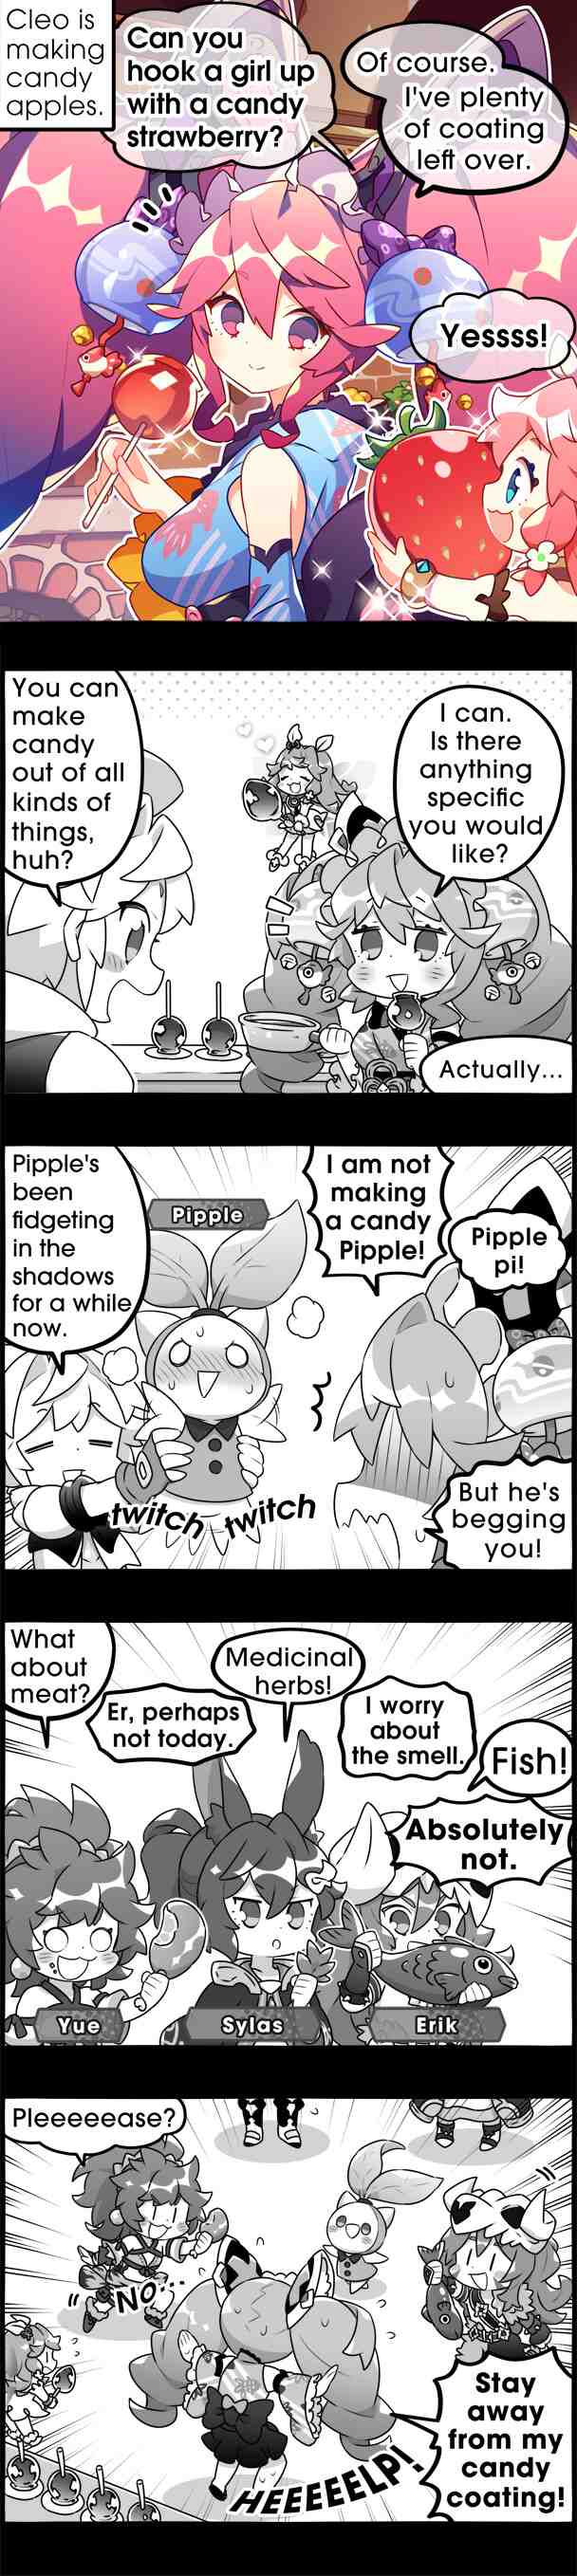 Cleo is
making
candy
apples.
Can you
hook a girl up
with a candy
strawberry?
Of course.
I've plenty
of coating
left over.
Yessss!
You can
make
candy
out of all
kinds of
things,
huh?
I can.
Is there
anything
specific
you would
like?
Actually...
Pipple's
been
fidgeting
in the
shadows
for a while
now.
Pipple
I am not
making
a candy
Pipple!
Pipple
pi!
twitch twitch
But he's
begging
you!
What
about
meat?
Er, perhaps
not today.
Medicinal
herbs!
I worry
about
the smell.
Fish!
Absolutely
not.
Yue
Sylas
Erik
Pleeeeease?
NO...
Stay
away
from my
candy
coating!
HEEEEELP!